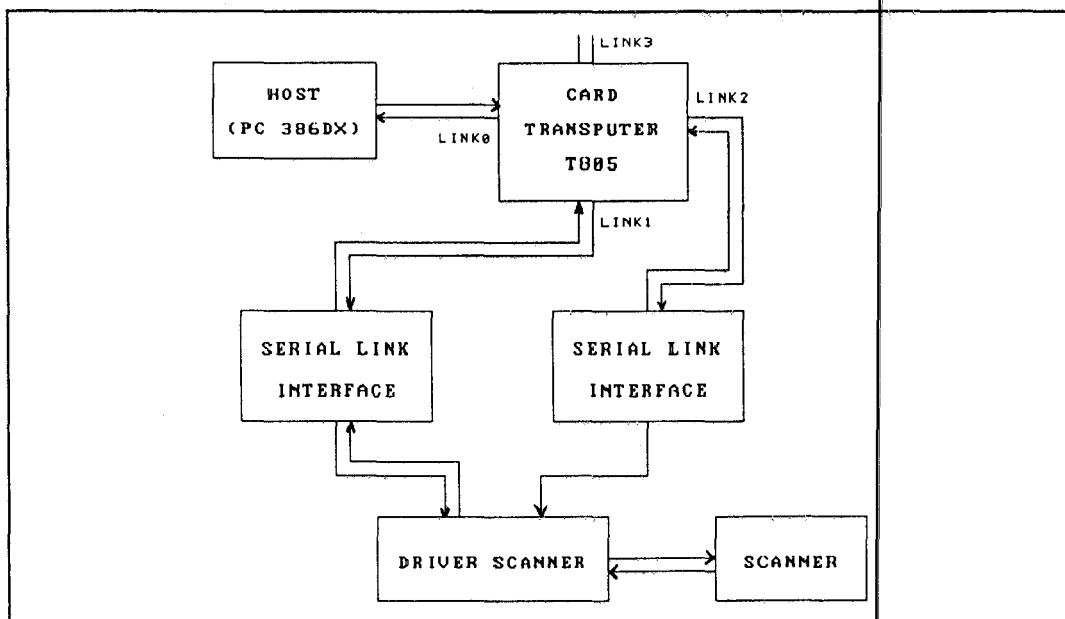 LINK3
HOST
(PC 386DX)
LINK0
CARD
TRANSPUTER
T805
LINK2
LINK1
SERIAL LINK
INTERFACE
SERIAL LINK
INTERFACE
DRIVER SCANNER
SCANNER